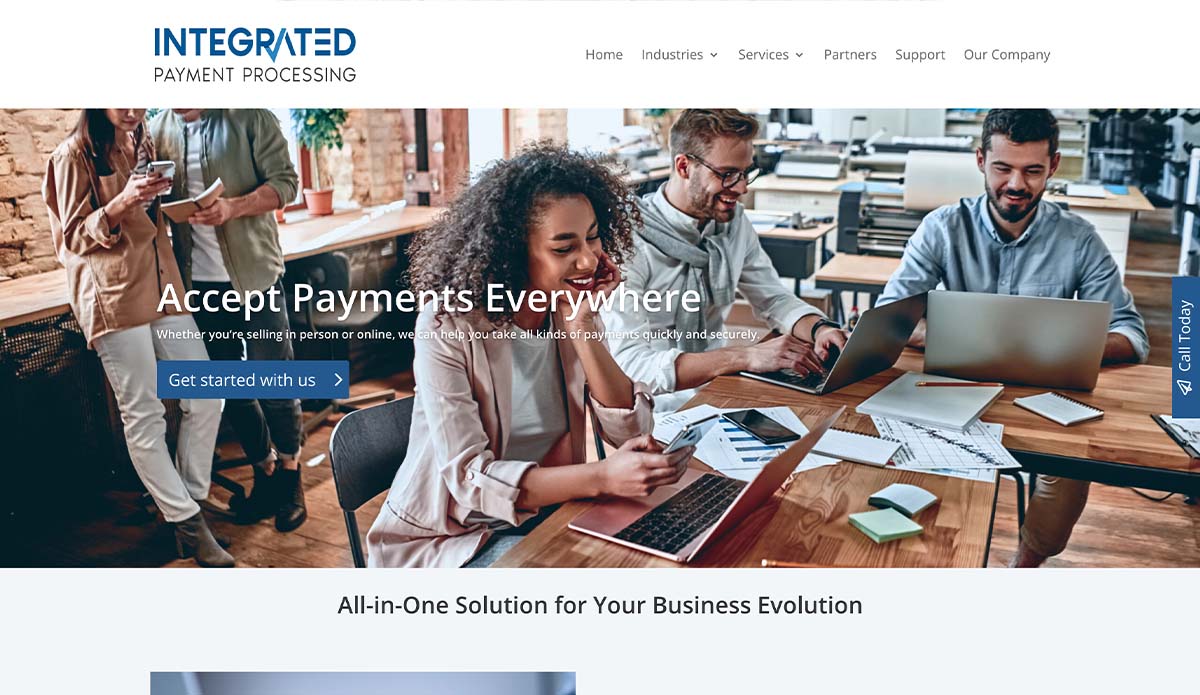 INTEGRATED
PAYMENT PROCESSING
Home Industries Services Partners Support Our Company
Accept Payments Everywhere
Whether you’re selling in person or online, we can help you take all kinds of payments quickly and securely.
Get started with us
Call Today
All-in-One Solution for Your Business Evolution